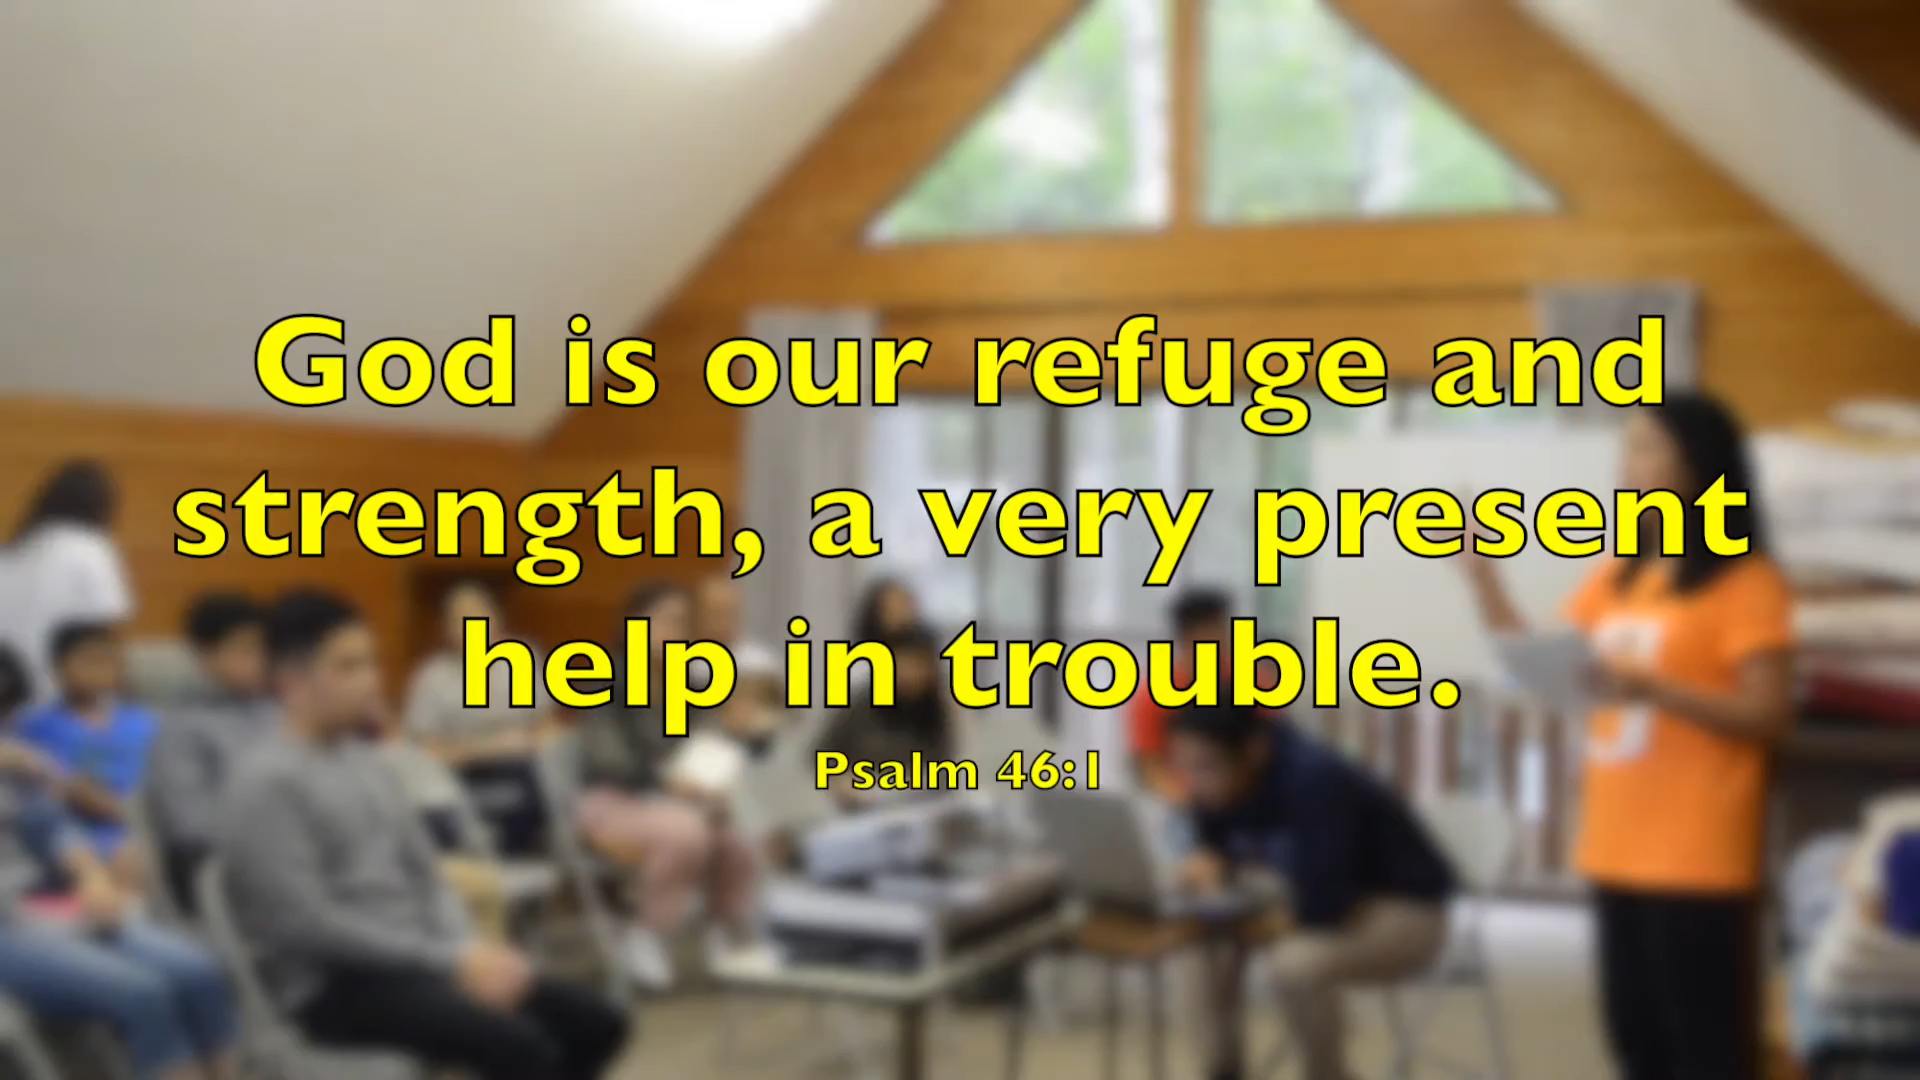 God is our refuge and
strength, a very present
help in trouble.
Psalm 46:1